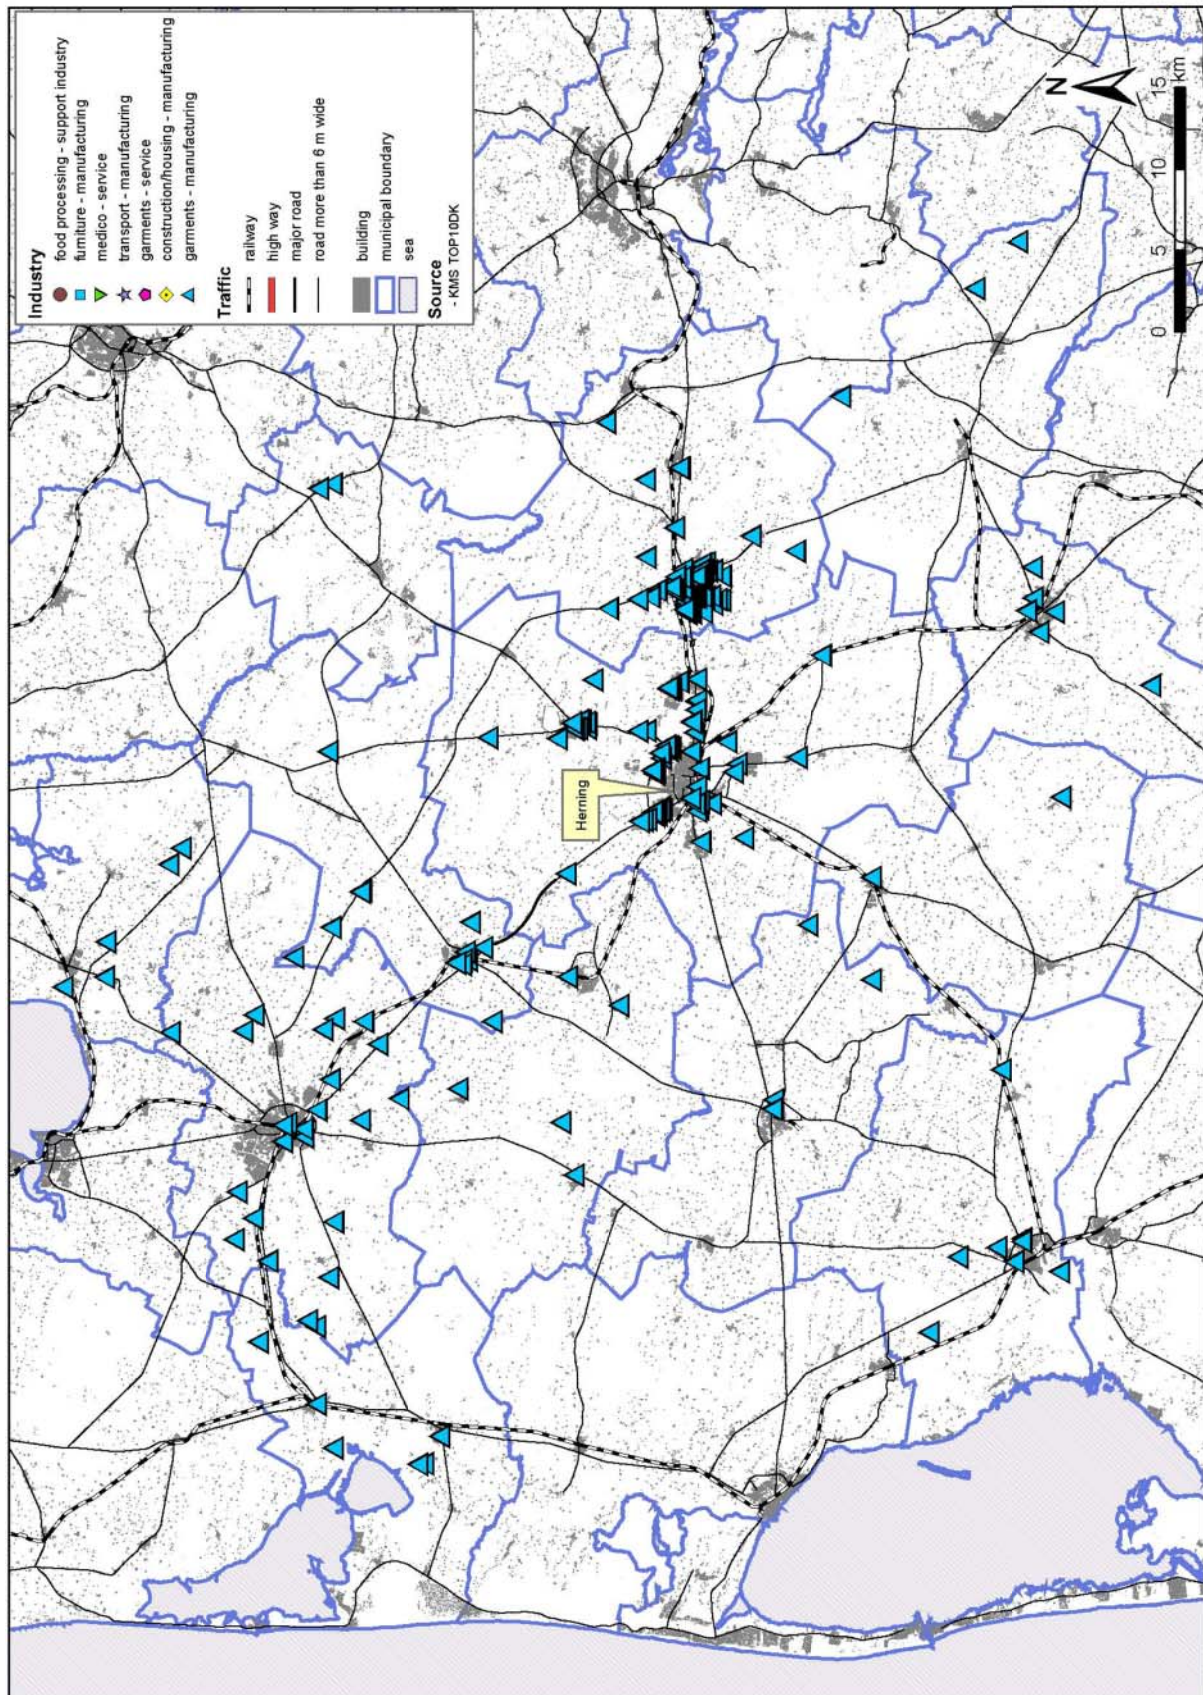 Industry
food processing - support industry
furniture - manufacturing
medico - service
transport - manufacturing
garments - service
construction/housing - manufacturing
garments - manufacturing
Traffic
railway
high way
major road
road more than 6 m wide
building
municipal boundary
sea
Source
- KMS TOP10DK
Herning
N
0 5 10 15
km